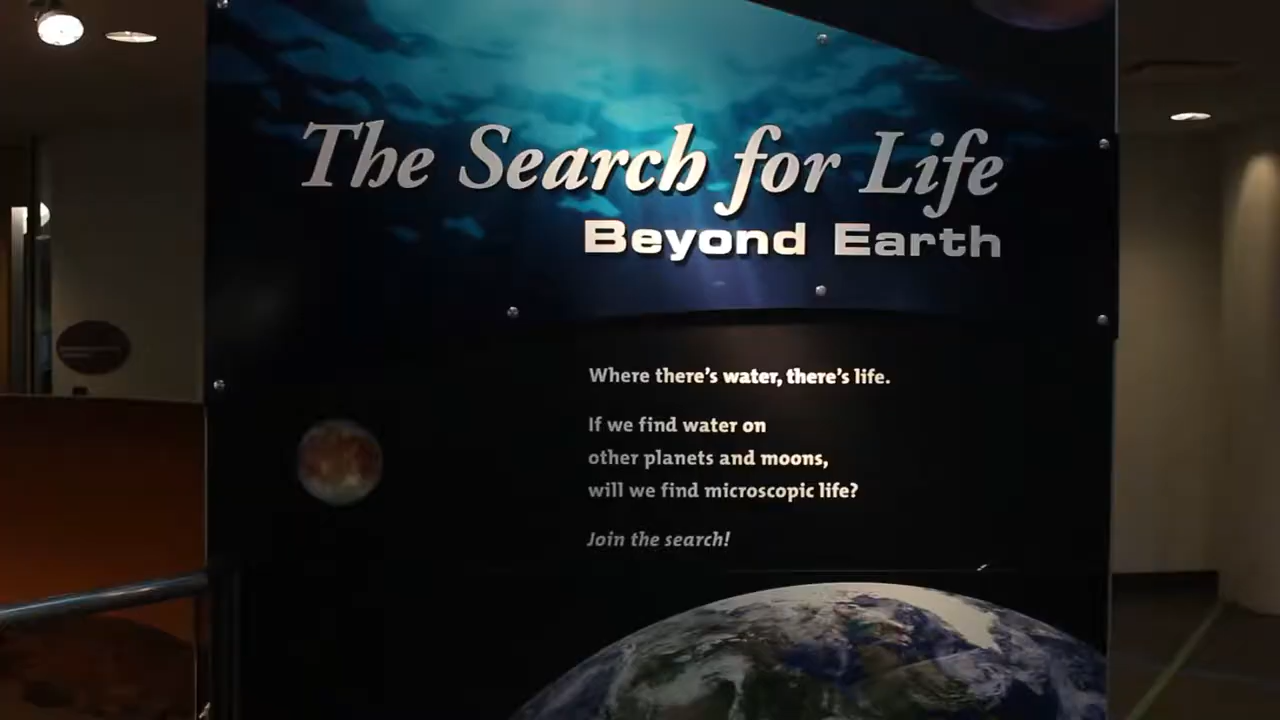 The Search for Life
Beyond Earth
Where there's water, there's life.
If we find water on
other planets and moons,
will we find microscopic life?
Join the search!